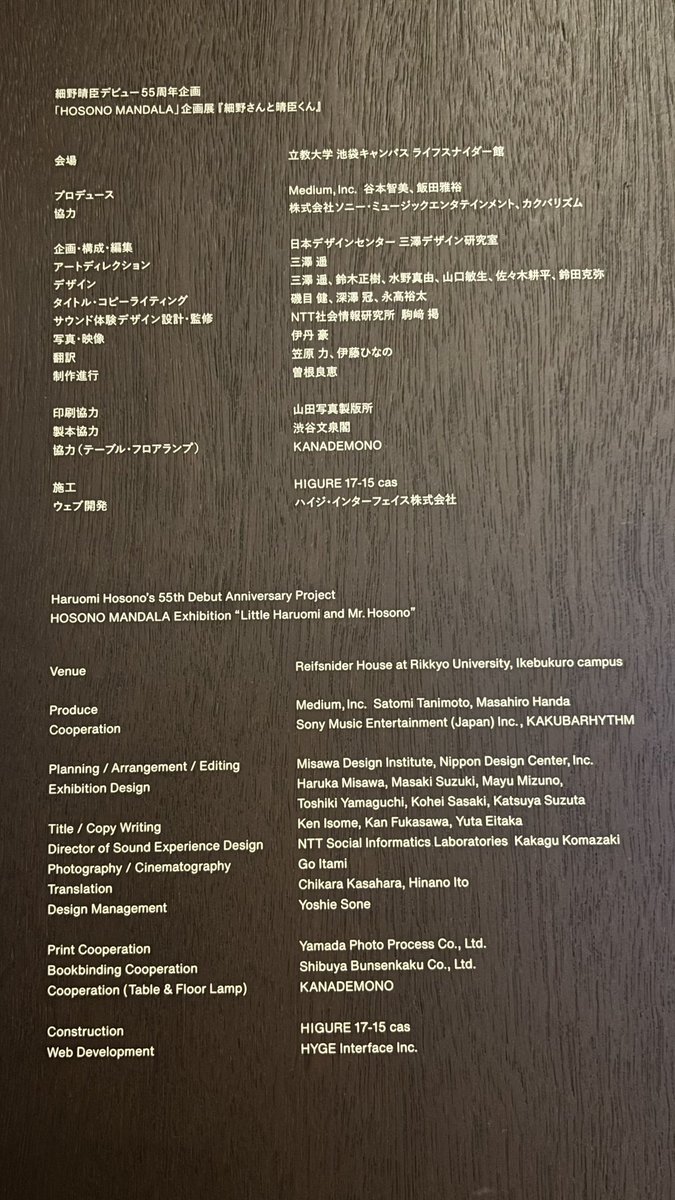 細野晴臣デビュー55周年企画
「HOSONO MANDALA」企画展『細野さんと晴臣くん』
会場 立教大学 池袋キャンパス ライフスナイダー館
プロデュース Medium, Inc. 谷本智美、飯田雅裕
協力 株式会社ソニー・ミュージックエンタテインメント、カクバリズム
企画・構成・編集 日本デザインセンター 三澤デザイン研究室
アートディレクション 三澤 遥
デザイン 三澤 遥、鈴木正樹、水野真由、山口敏生、佐々木耕平、鈴田克弥
タイトル・コピーライティング 磯目 健、深澤 冠、永高裕太
サウンド体験デザイン設計・監修 NTT社会情報研究所 駒﨑 掲
写真・映像 伊丹 豪
翻訳 笠原 力、伊藤ひなの
制作進行 曽根良恵
印刷協力 山田写真製版所
製本協力 渋谷文泉閣
協力(テーブル・フロアランプ) KANADEMONO
施工 HIGURE 17-15 cas
ウェブ開発 ハイジ・インターフェイス株式会社
Haruomi Hosono's 55th Debut Anniversary Project
HOSONO MANDALA Exhibition "Little Haruomi and Mr. Hosono"
Venue Reifsnider House at Rikkyo University, Ikebukuro campus
Produce Medium, Inc. Satomi Tanimoto, Masahiro Handa
Cooperation Sony Music Entertainment (Japan) Inc., KAKUBARHYTHM
Planning / Arrangement / Editing Misawa Design Institute, Nippon Design Center, Inc.
Exhibition Design Haruka Misawa, Masaki Suzuki, Mayu Mizuno,
Toshiki Yamaguchi, Kohei Sasaki, Katsuya Suzuta
Title / Copy Writing Ken Isome, Kan Fukasawa, Yuta Eitaka
Director of Sound Experience Design NTT Social Informatics Laboratories Kakagu Komazaki
Photography / Cinematography Go Itami
Translation Chikara Kasahara, Hinano Ito
Design Management Yoshie Sone
Print Cooperation Yamada Photo Process Co., Ltd.
Bookbinding Cooperation Shibuya Bunsenkaku Co., Ltd.
Cooperation (Table & Floor Lamp) KANADEMONO
Construction HIGURE 17-15 cas
Web Development HYGE Interface Inc.